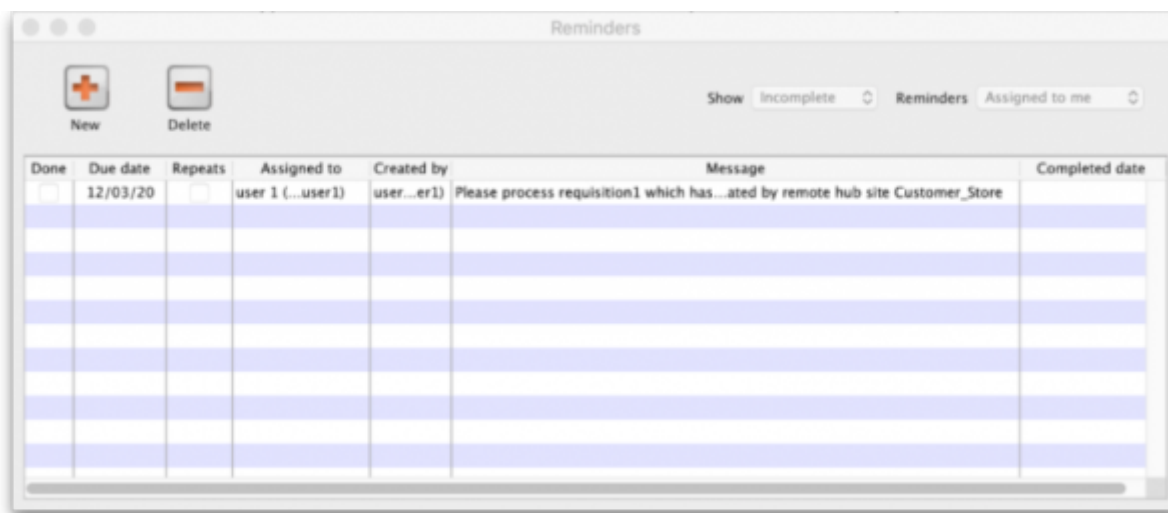 Reminders
New
Delete
Show Incomplete Reminders Assigned to me
Done Due date Repeats Assigned to Created by Message Completed date
12/03/20 user 1 (...user1) user...er1) Please process requisition1 which has...ated by remote hub site Customer_Store